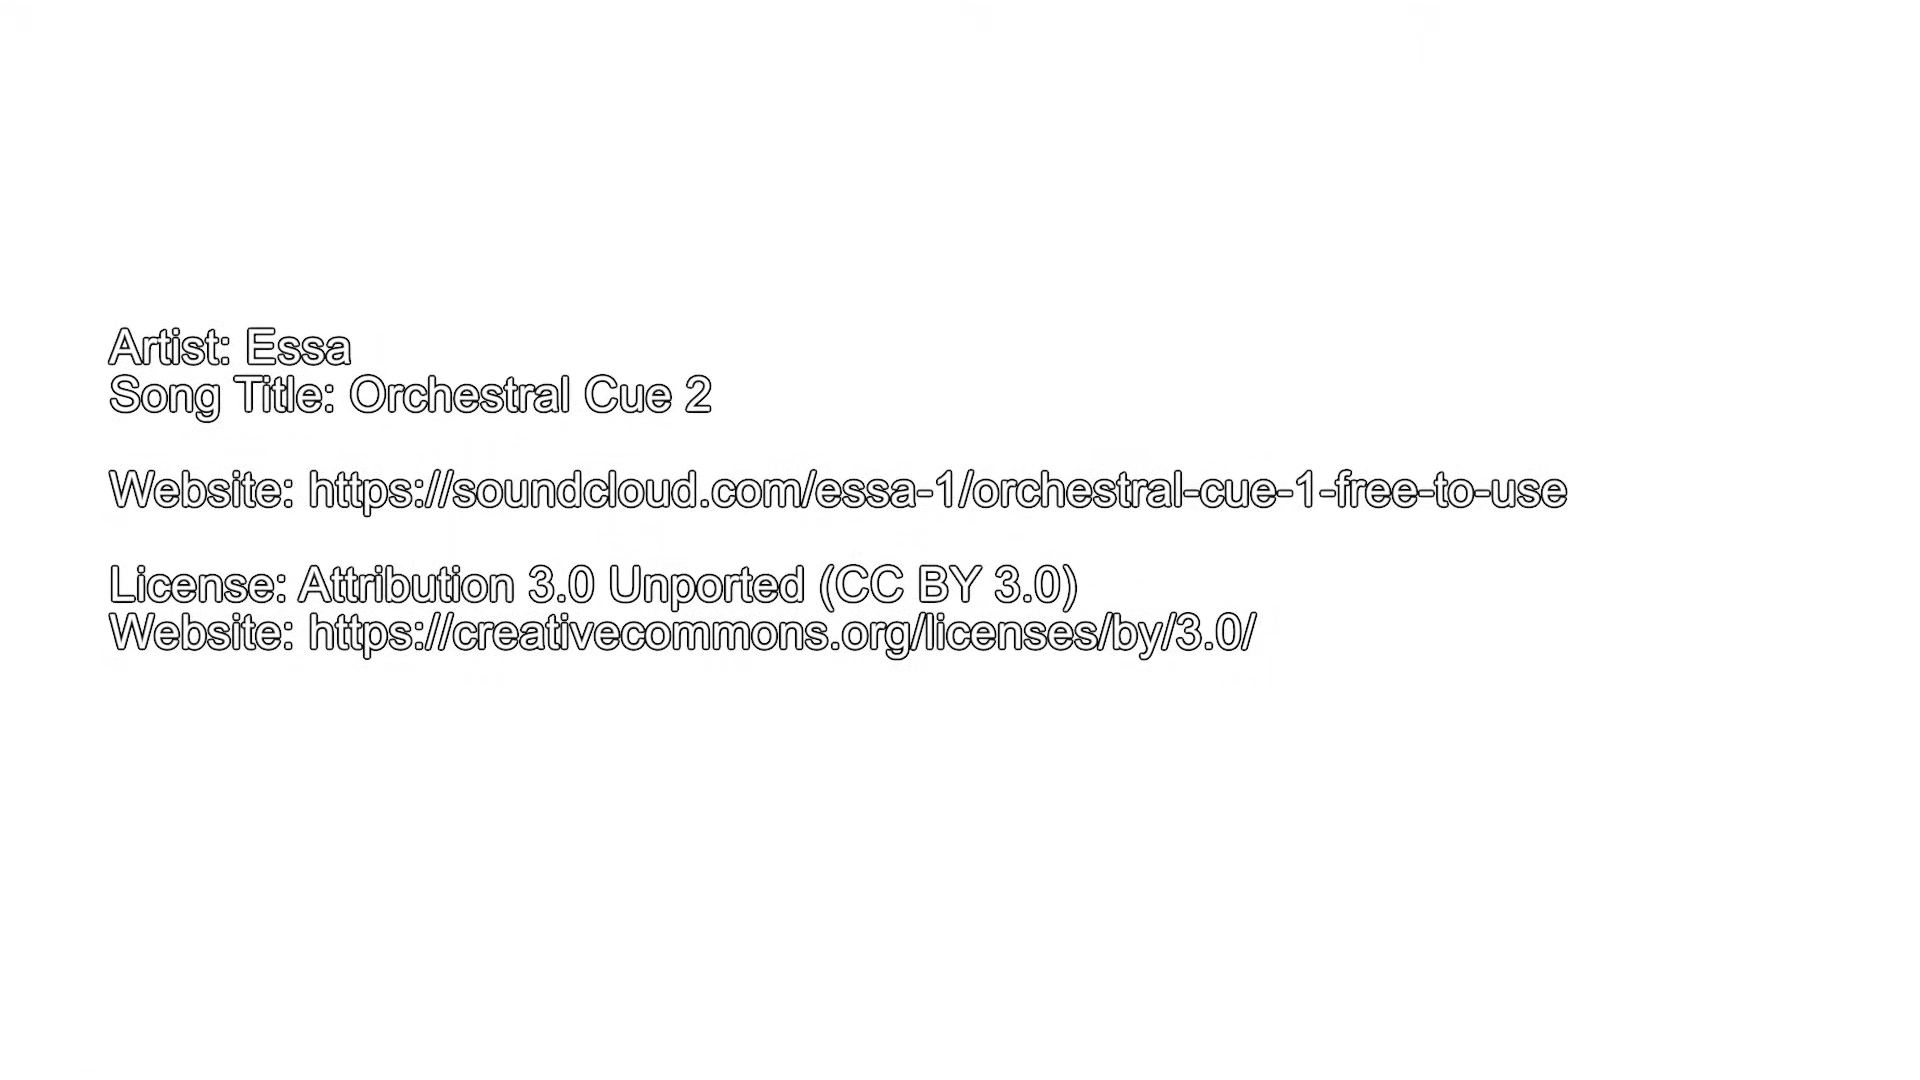 Artist: Essa
Song Title: Orchestral Cue 2
Website: https://soundcloud.com/essa-1/orchestral-cue-1-free-to-use
License: Attribution 3.0 Unported (CC BY 3.0)
Website: https://creativecommons.org/licenses/by/3.0/